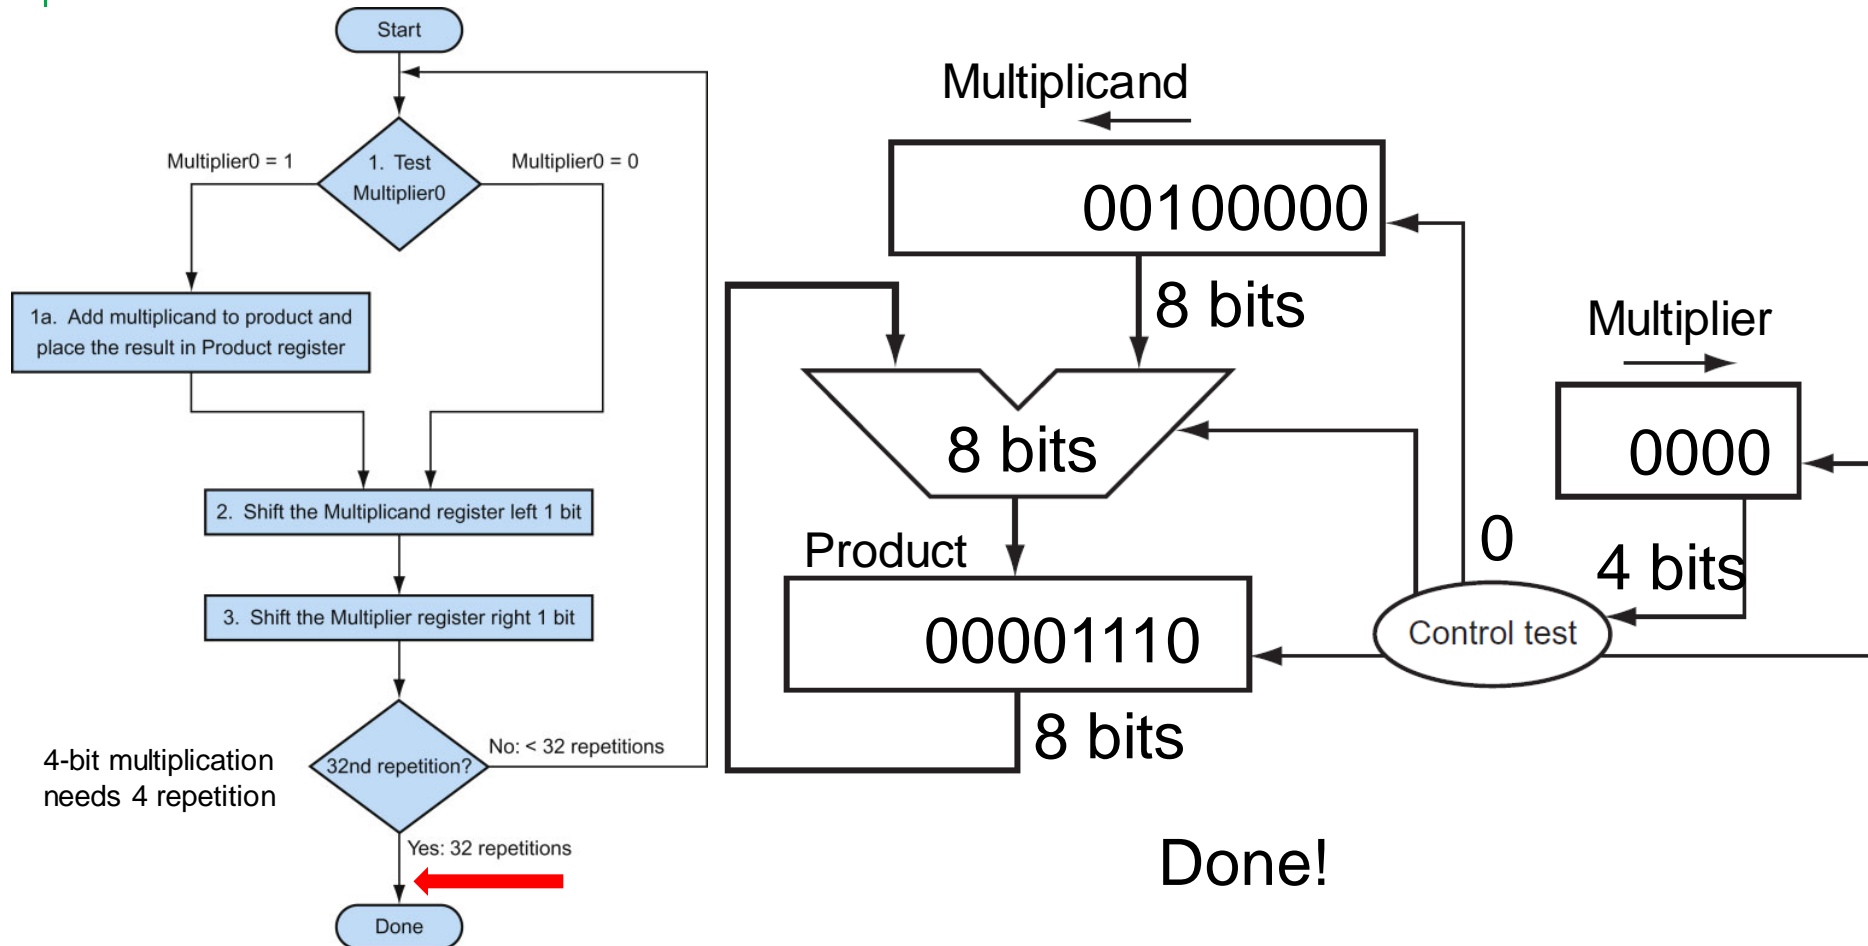 Start
Multiplier0 = 1
1. Test
Multiplier0
Multiplier0 = 0
1a. Add multiplicand to product and
place the result in Product register
2. Shift the Multiplicand register left 1 bit
3. Shift the Multiplier register right 1 bit
32nd repetition?
No: < 32 repetitions
4-bit multiplication
needs 4 repetition
Yes: 32 repetitions
Done
Multiplicand
00100000
8 bits
Multiplier
0000
8 bits
0
4 bits
Product
00001110
Control test
8 bits
Done!